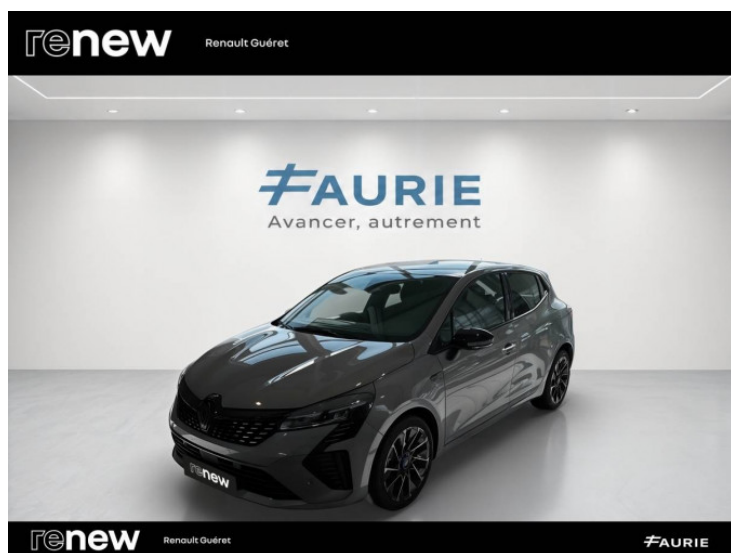 renew Renault Guéret
FAURIE
Avancer, autrement
renew
renew Renault Guéret FAURIE